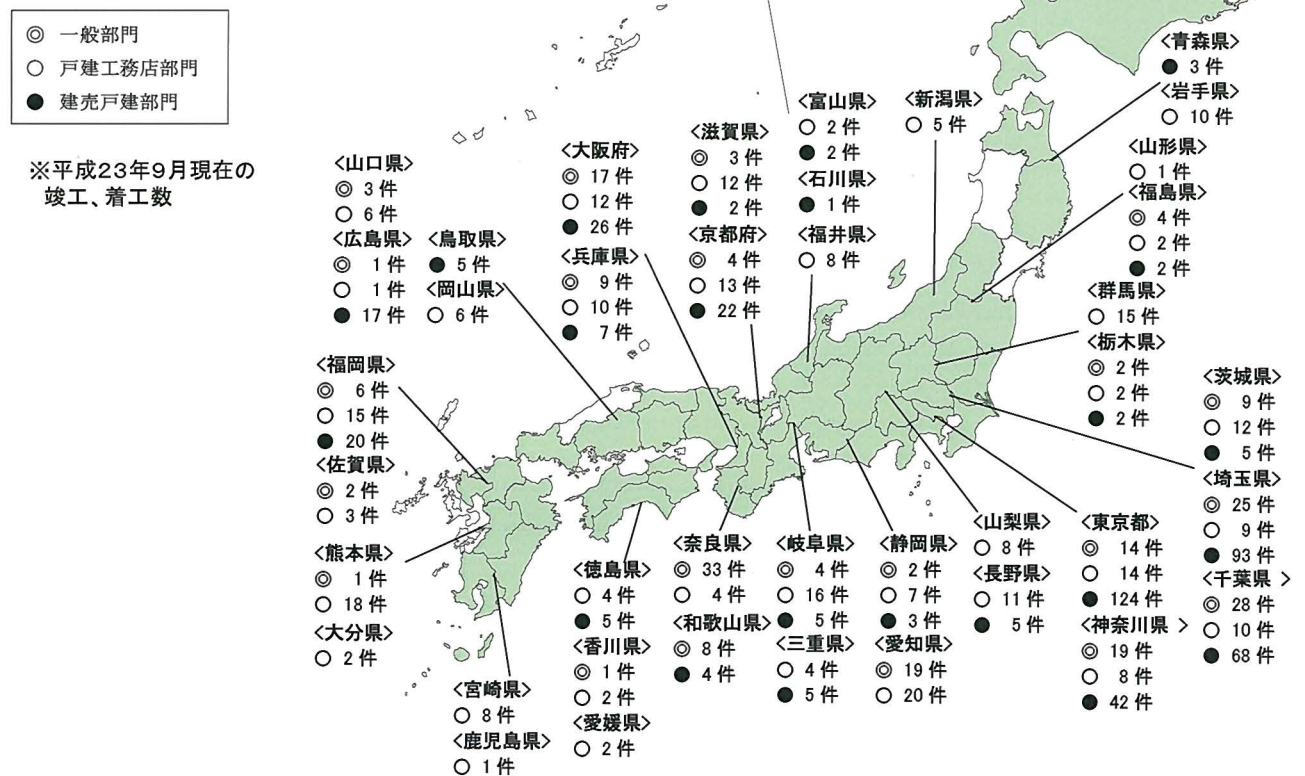 ◎ 一般部門
○ 戸建工務店部門
● 建売戸建部門
※平成23年9月現在の
竣工、着工数
<山口県>
◎ 3件
○ 6件
<広島県>
◎ 1件
○ 1件
● 17件
<鳥取県>
● 5件
<岡山県>
○ 6件
<大阪府>
◎ 17件
○ 12件
● 26件
<兵庫県>
◎ 9件
○ 10件
● 7件
<滋賀県>
◎ 3件
○ 12件
● 2件
<京都府>
◎ 4件
○ 13件
● 22件
<富山県>
○ 2件
● 2件
<石川県>
● 1件
<福井県>
○ 8件
<新潟県>
○ 5件
<青森県>
● 3件
<岩手県>
○ 10件
<山形県>
○ 1件
<福島県>
◎ 4件
○ 2件
● 2件
<群馬県>
○ 15件
<栃木県>
◎ 2件
○ 2件
● 2件
<茨城県>
◎ 9件
○ 12件
● 5件
<埼玉県>
◎ 25件
○ 9件
● 93件
<千葉県 >
◎ 28件
○ 10件
● 68件
<福岡県>
◎ 6件
○ 15件
● 20件
<佐賀県>
◎ 2件
○ 3件
<熊本県>
◎ 1件
○ 18件
<大分県>
○ 2件
<宮崎県>
○ 8件
<鹿児島県>
○ 1件
<徳島県>
○ 4件
● 5件
<香川県>
◎ 1件
○ 2件
<愛媛県>
○ 2件
<奈良県>
◎ 33件
○ 4件
<和歌山県>
◎ 8件
● 4件
<岐阜県>
◎ 4件
○ 16件
● 5件
<三重県>
○ 4件
● 5件
<静岡県>
◎ 2件
○ 7件
● 3件
<愛知県>
◎ 19件
○ 20件
<山梨県>
○ 8件
<長野県>
○ 11件
● 5件
<東京都>
◎ 14件
○ 14件
● 124件
<神奈川県 >
◎ 19件
○ 8件
● 42件